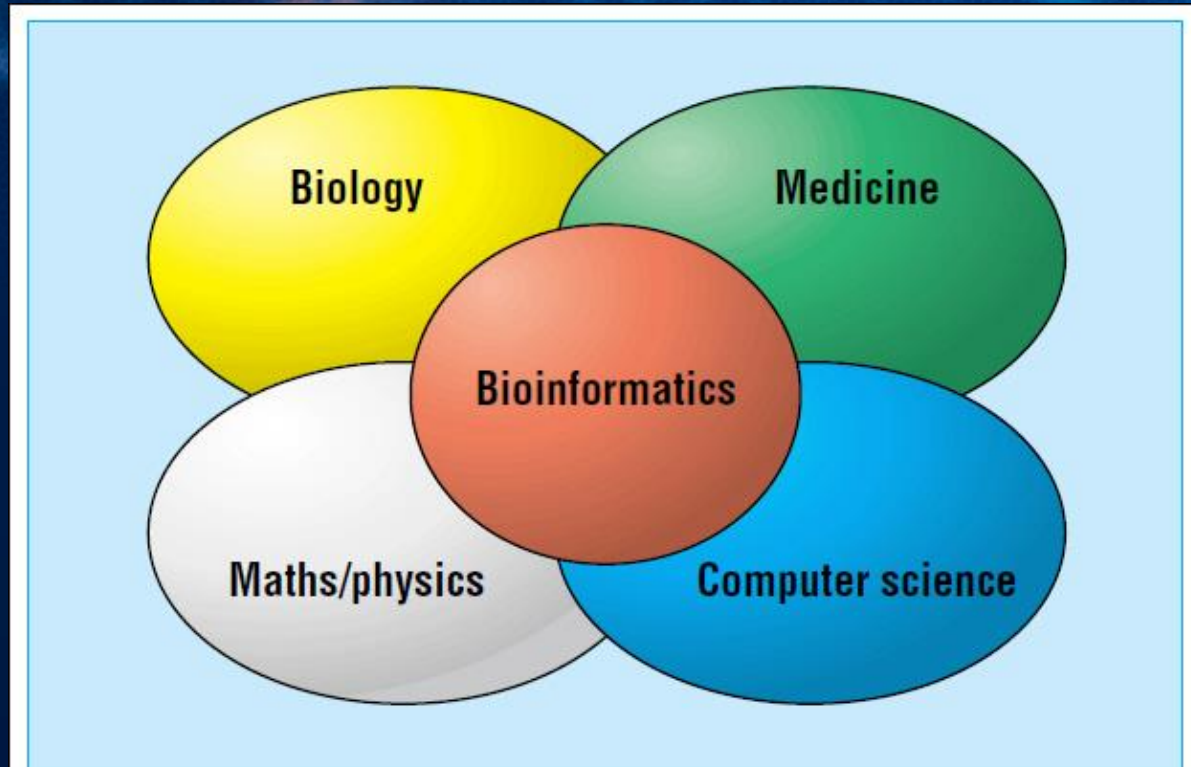 Biology
Medicine
Bioinformatics
Maths/physics
Computer science